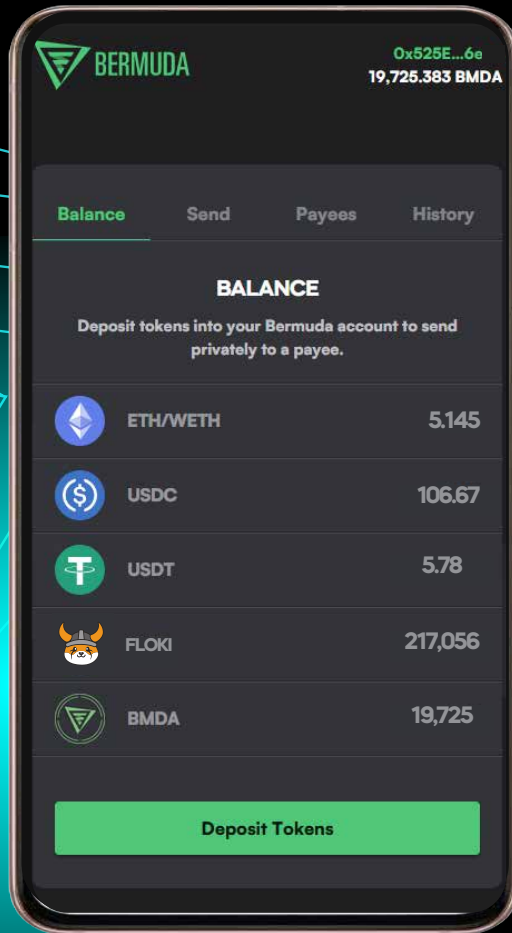 BERMUDA
0x525E...6e
19,725.383 BMDA
Balance Send Payees History
BALANCE
Deposit tokens into your Bermuda account to send
privately to a payee.
ETH/WETH 5.145
USDC 106.67
USDT 5.78
FLOKI 217,056
BMDA 19,725
Deposit Tokens